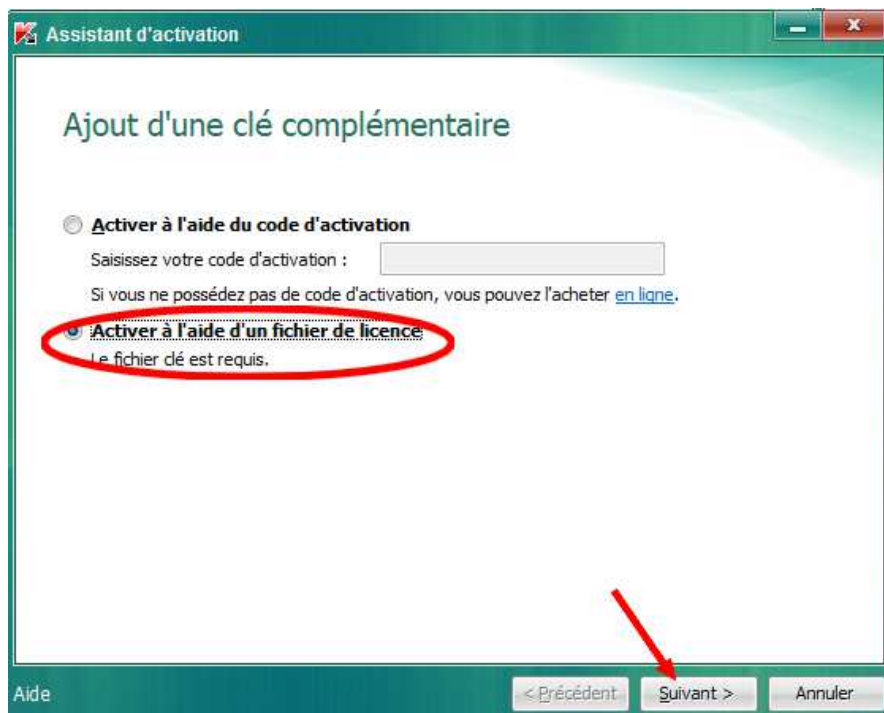 Assistant d'activation
Ajout d'une clé complémentaire
Activer à l'aide du code d'activation
Saisissez votre code d'activation :
Si vous ne possédez pas de code d'activation, vous pouvez l'acheter en ligne.
Activer à l'aide d'un fichier de licence
Le fichier clé est requis.
Aide
< Précédent
Suivant >
Annuler